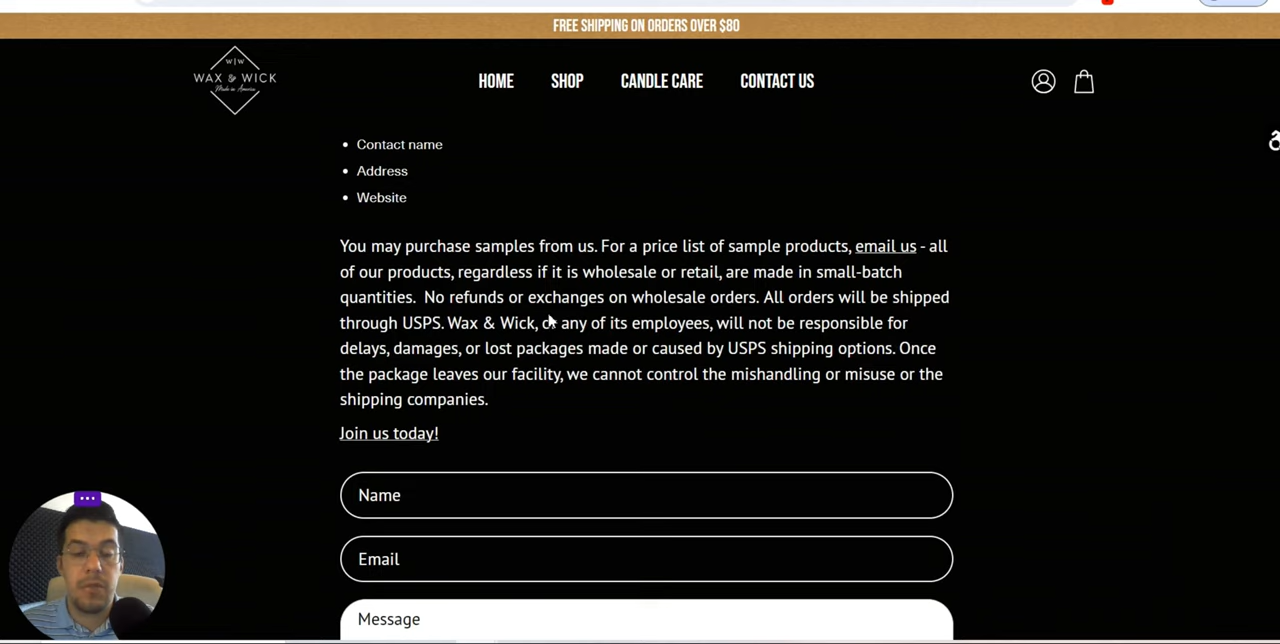 FREE SHIPPING ON ORDERS OVER $80
W|W
WAX & WICK
Made in America
HOME SHOP CANDLE CARE CONTACT US
• Contact name
• Address
• Website
You may purchase samples from us. For a price list of sample products, email us - all
of our products, regardless if it is wholesale or retail, are made in small-batch
quantities. No refunds or exchanges on wholesale orders. All orders will be shipped
through USPS. Wax & Wick, or any of its employees, will not be responsible for
delays, damages, or lost packages made or caused by USPS shipping options. Once
the package leaves our facility, we cannot control the mishandling or misuse or the
shipping companies.
Join us today!
Name
Email
Message